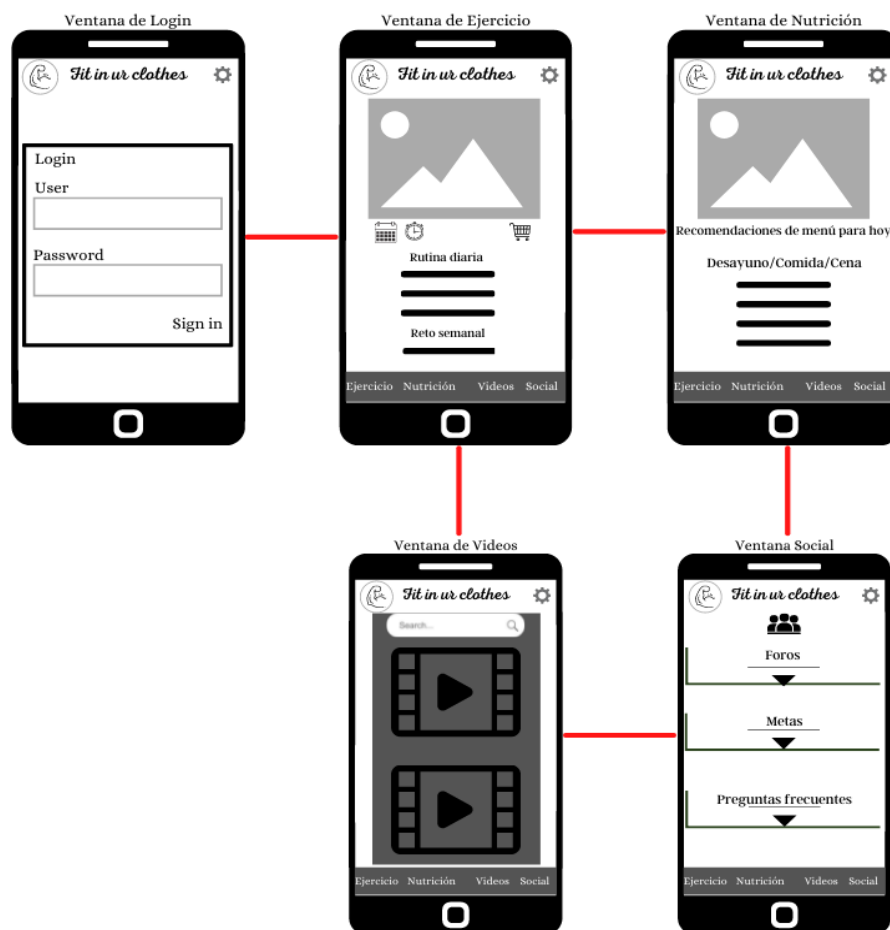 Ventana de Login
Fit in ur clothes
Login
User
Password
Sign in
Ventana de Ejercicio
Fit in ur clothes
Rutina diaria
Reto semanal
Ejercicio Nutrición Videos Social
Ventana de Nutrición
Fit in ur clothes
Recomendaciones de menú para hoy
Desayuno/Comida/Cena
Ejercicio Nutrición Videos Social
Ventana de Videos
Fit in ur clothes
Search...
Ejercicio Nutrición Videos Social
Ventana Social
Fit in ur clothes
Foros
Metas
Preguntas frecuentes
Ejercicio Nutrición Videos Social